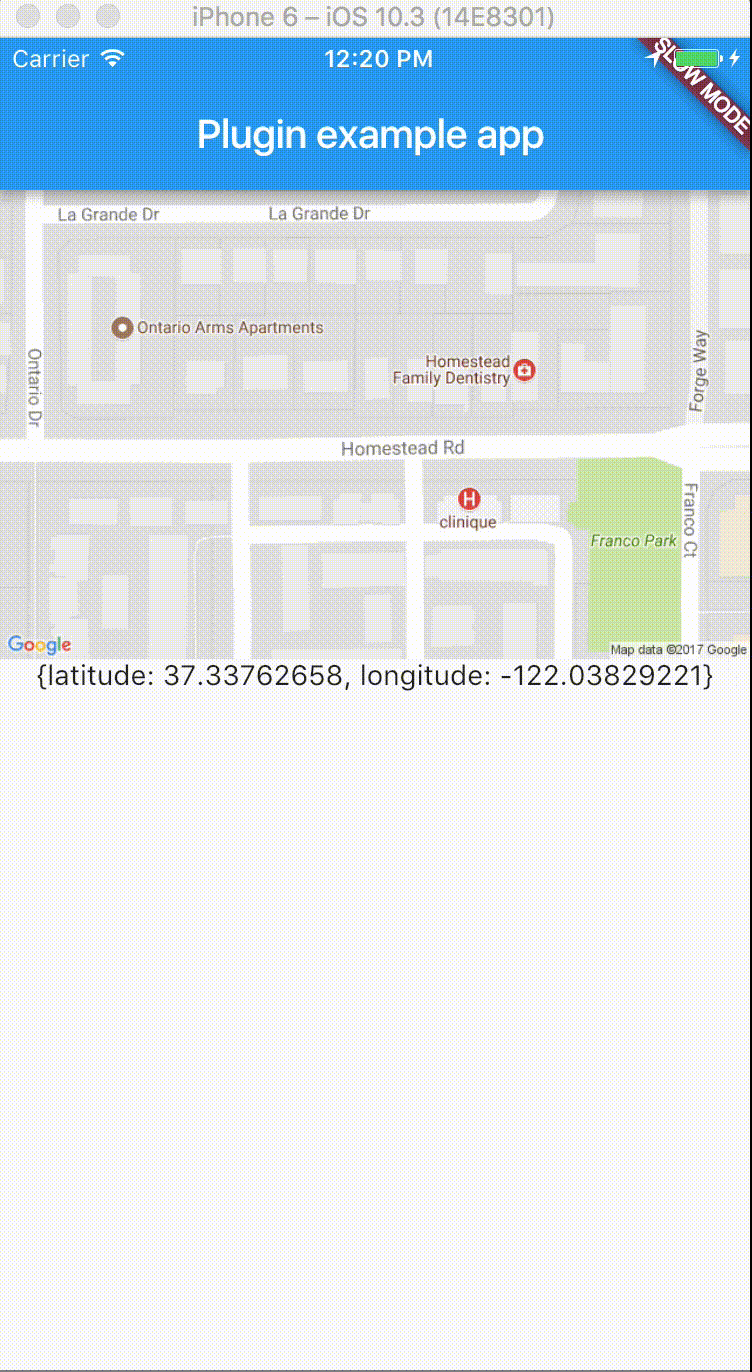 iPhone 6 – iOS 10.3 (14E8301)
Carrier
12:20 PM
SLOW MODE
Plugin example app
La Grande Dr
La Grande Dr
Ontario Arms Apartments
Homestead
Family Dentistry
Ontario Dr
Forge Way
Homestead Rd
H
clinique
Franco Ct
Franco Park
Google
Map data ©2017 Google
{latitude: 37.33762658, longitude: -122.03829221}